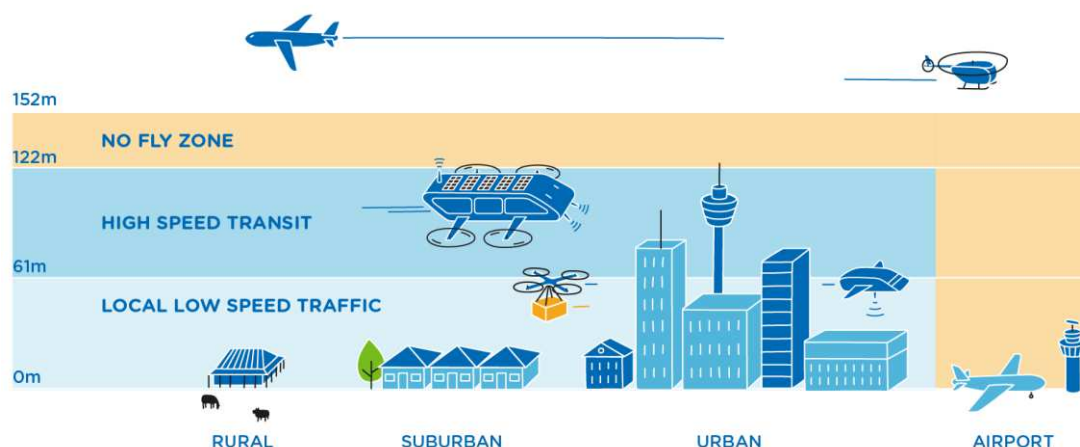 152m
NO FLY ZONE
122m
HIGH SPEED TRANSIT
61m
LOCAL LOW SPEED TRAFFIC
0m
RURAL SUBURBAN URBAN AIRPORT